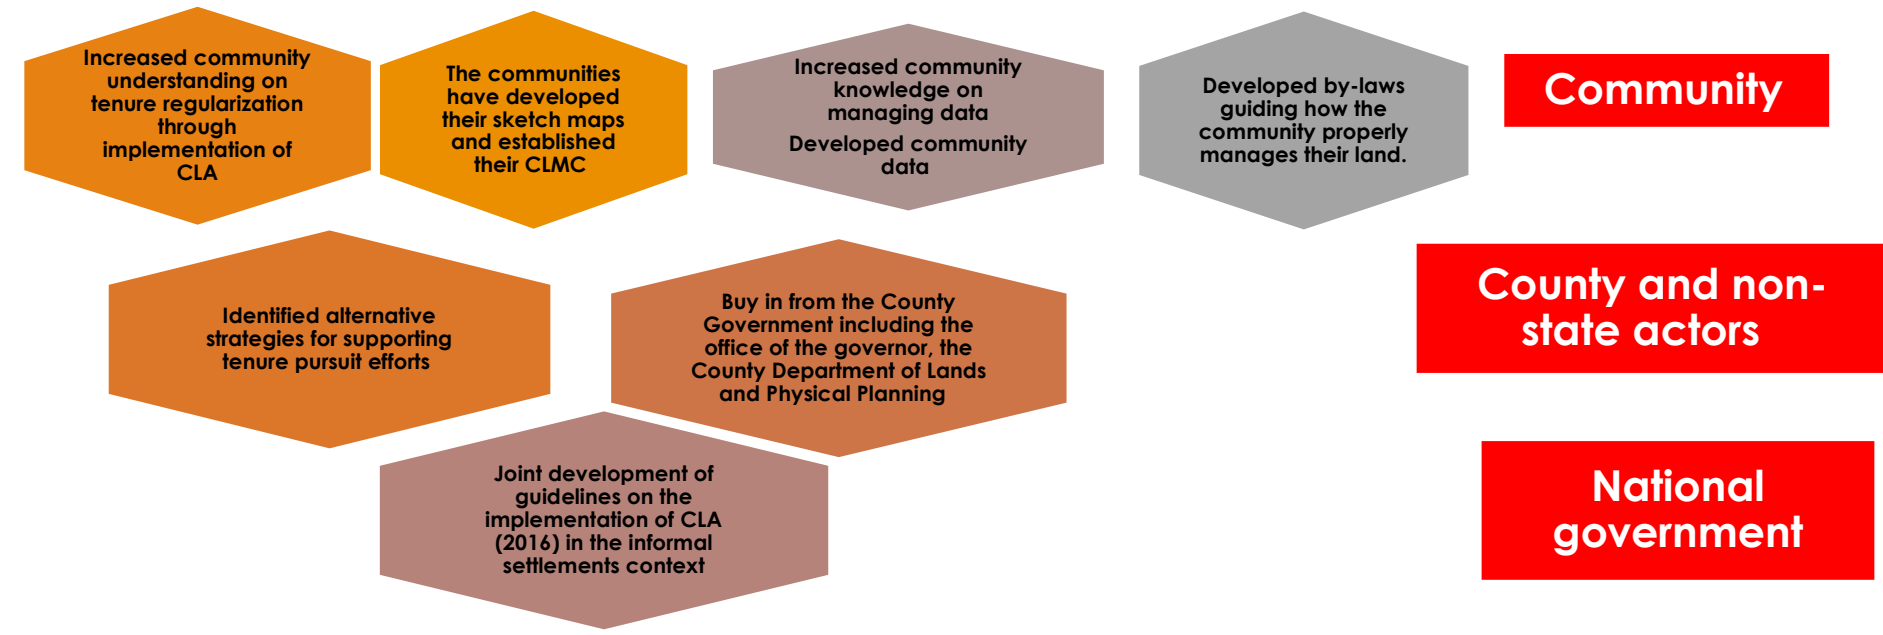 Increased community
understanding on
tenure regularization
through
implementation of
CLA
The communities
have developed
their sketch maps
and established
their CLMC
Increased community
knowledge on
managing data
Developed community
data
Developed by-laws
guiding how the
community properly
manages their land.
Community
Identified alternative
strategies for supporting
tenure pursuit efforts
Buy in from the County
Government including the
office of the governor, the
County Department of Lands
and Physical Planning
County and non-
state actors
Joint development of
guidelines on the
implementation of CLA
(2016) in the informal
settlements context
National
government